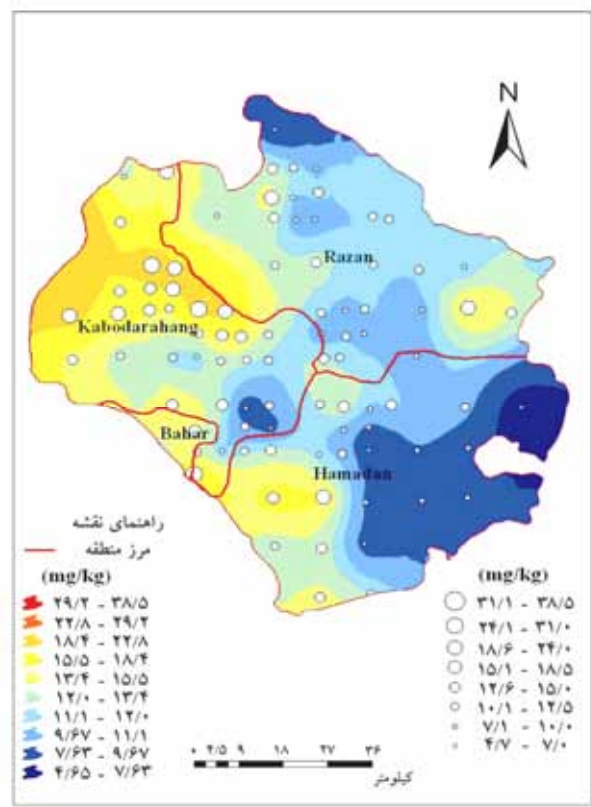 N
Razan
Kabodarahang
Bahar
Hamadan
راهنمای نقشه
مرز منطقه
(mg/kg)
۲۹/۲ - ۳۸/۵
۲۲/۸ - ۲۹/۲
۱۸/۴ - ۲۲/۸
۱۵/۵ - ۱۸/۴
۱۳/۴ - ۱۵/۵
۱۲/۰ - ۱۳/۴
۱۱/۱ - ۱۲/۰
۹/۶۷ - ۱۱/۱
۷/۶۳ - ۹/۶۷
۴/۶۵ - ۷/۶۳
(mg/kg)
۳۱/۱ - ۳۸/۵
۲۴/۱ - ۳۱/۰
۱۸/۶ - ۲۴/۰
۱۵/۱ - ۱۸/۵
۱۲/۶ - ۱۵/۰
۱۰/۱ - ۱۲/۵
۷/۱ - ۱۰/۰
۴/۷ - ۷/۰
۰ ۴/۵ ۹ ۱۸ ۲۷ ۳۶
کیلومتر